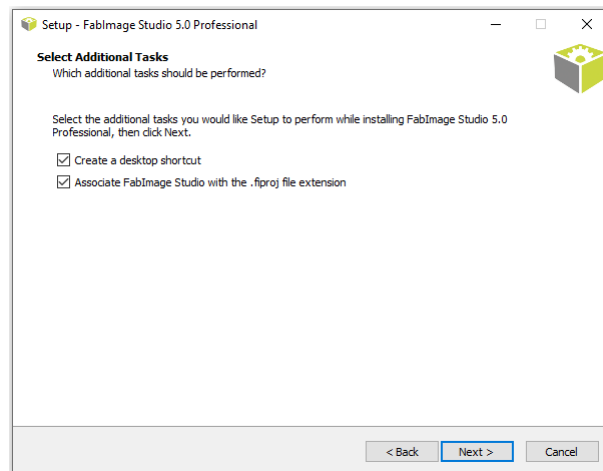 Setup - FabImage Studio 5.0 Professional
Select Additional Tasks
Which additional tasks should be performed?
Select the additional tasks you would like Setup to perform while installing FabImage Studio 5.0
Professional, then click Next.
Create a desktop shortcut
Associate FabImage Studio with the .fiproj file extension
< Back Next > Cancel